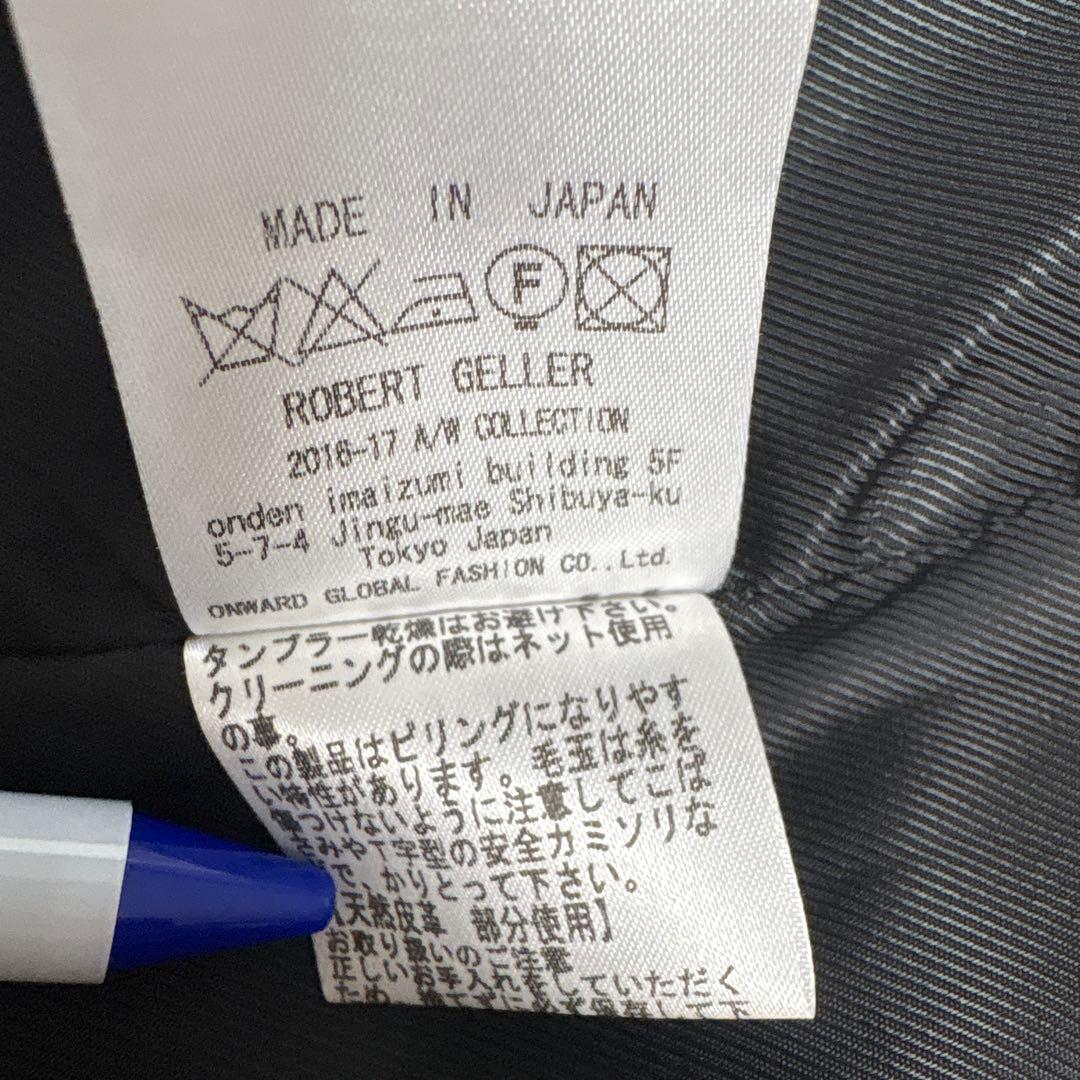 MADE IN JAPAN
F
ROBERT GELLER
2016-17 A/W COLLECTION
onden imaizumi building 5F
5-7-4 Jingu-mae Shibuya-ku
Tokyo Japan
ONWARD GLOBAL FASHION CO.,Ltd.
タンブラー乾燥はお避け下さい。
クリーニングの際はネット使用
の事。
この製品はピリングになりやす
い特性があります。毛玉は糸を
傷つけないように注意してこば
さみやT字型の安全カミソリな
かりとって下さい。
【天然皮革 部分使用】
お取り扱いのご注意
正しいお手入れをしていただく
ため